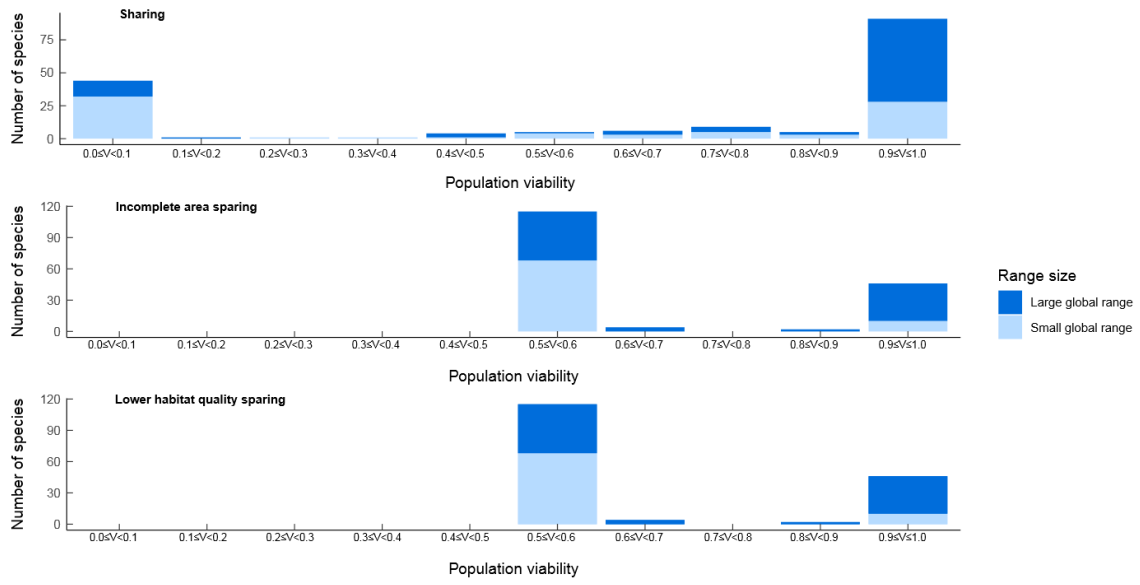 Sharing
Number of species
75
50
25
0
0.0≤V<0.1 0.1≤V<0.2 0.2≤V<0.3 0.3≤V<0.4 0.4≤V<0.5 0.5≤V<0.6 0.6≤V<0.7 0.7≤V<0.8 0.8≤V<0.9 0.9≤V≤1.0
Population viability
Incomplete area sparing
Number of species
120
90
60
30
0
0.0≤V<0.1 0.1≤V<0.2 0.2≤V<0.3 0.3≤V<0.4 0.4≤V<0.5 0.5≤V<0.6 0.6≤V<0.7 0.7≤V<0.8 0.8≤V<0.9 0.9≤V≤1.0
Population viability
Lower habitat quality sparing
Number of species
120
90
60
30
0
0.0≤V<0.1 0.1≤V<0.2 0.2≤V<0.3 0.3≤V<0.4 0.4≤V<0.5 0.5≤V<0.6 0.6≤V<0.7 0.7≤V<0.8 0.8≤V<0.9 0.9≤V≤1.0
Population viability
Range size
Large global range
Small global range